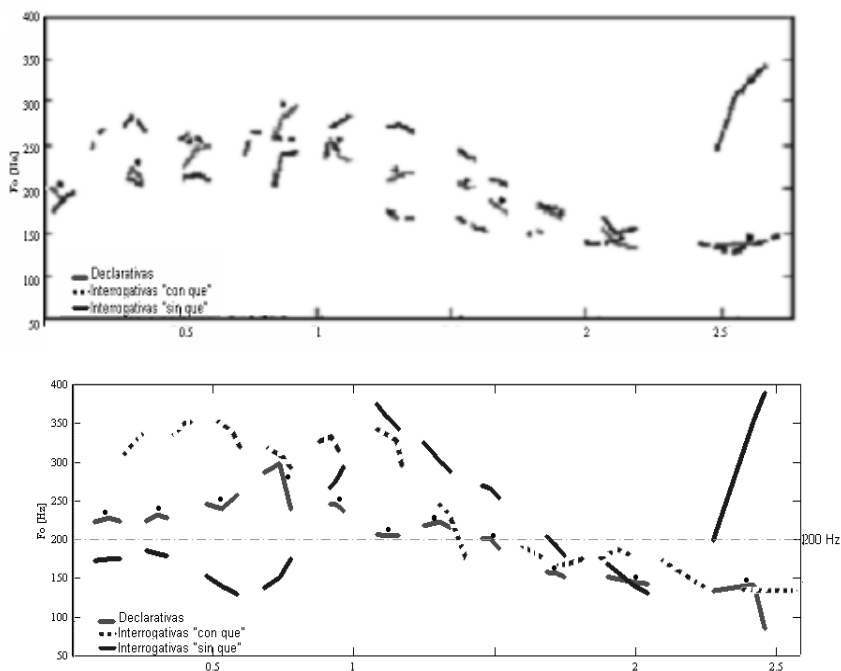 400
350
300
250
200
150
100
50
Fo [Hz]
Declarativas
Interrogativas "con que"
Interrogativas "sin que"
0.5
1
2
2.5
400
350
300
250
200
150
100
50
Fo [Hz]
200 Hz
Declarativas
Interrogativas "con que"
Interrogativas "sin que"
0.5
1
2
2.5